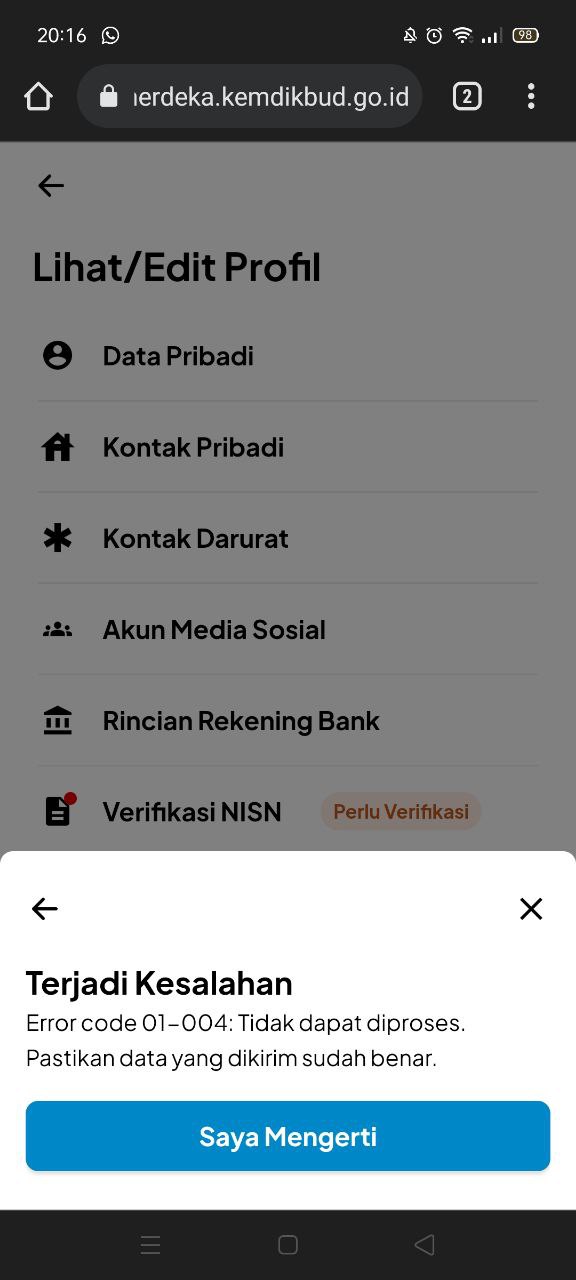 20:16
98
nerdeka.kemdikbud.go.id
2
Lihat/Edit Profil
Data Pribadi
Kontak Pribadi
Kontak Darurat
Akun Media Sosial
Rincian Rekening Bank
Verifikasi NISN Perlu Verifikasi
Terjadi Kesalahan
Error code 01-004: Tidak dapat diproses.
Pastikan data yang dikirim sudah benar.
Saya Mengerti